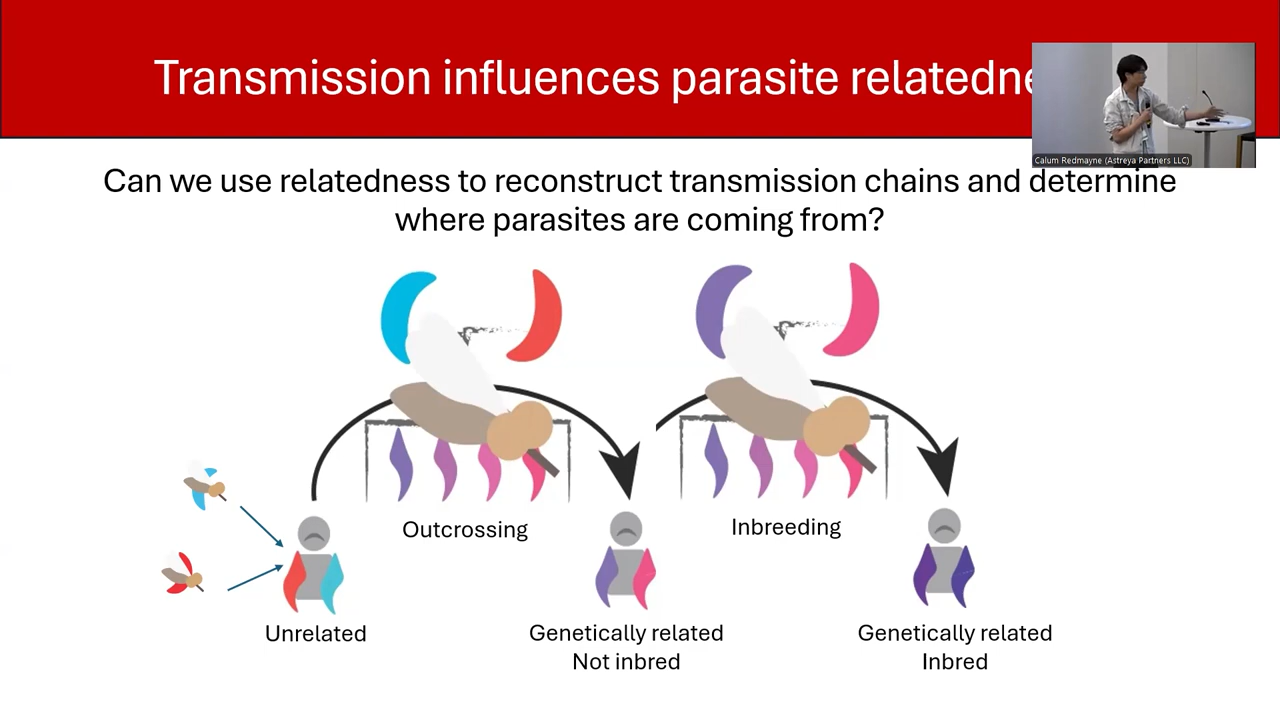 Transmission influences parasite relatedne
Calum Redmayne (Astreya Partners LLC)
Can we use relatedness to reconstruct transmission chains and determine
where parasites are coming from?
Outcrossing
Inbreeding
Unrelated
Genetically related
Not inbred
Genetically related
Inbred